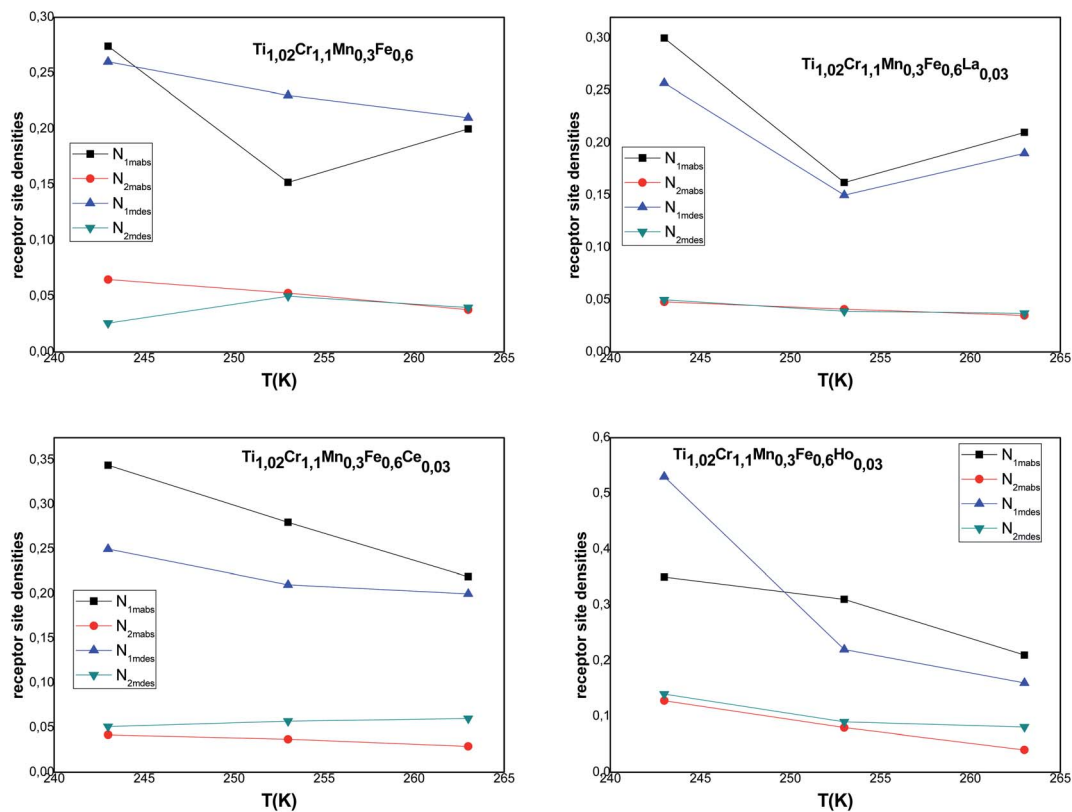 Ti1,02Cr1,1Mn0,3Fe0,6
receptor site densities
0,30
0,25
0,20
0,15
0,10
0,05
0,00
N1mabs
N2mabs
N1mdes
N2mdes
240 245 250 255 260 265
T(K)
Ti1,02Cr1,1Mn0,3Fe0,6La0,03
receptor site densities
0,30
0,25
0,20
0,15
0,10
0,05
0,00
N1mabs
N2mabs
N1mdes
N2mdes
240 245 250 255 260 265
T(K)
Ti1,02Cr1,1Mn0,3Fe0,6Ce0,03
receptor site densities
0,35
0,30
0,25
0,20
0,15
0,10
0,05
0,00
N1mabs
N2mabs
N1mdes
N2mdes
240 245 250 255 260 265
T(K)
Ti1,02Cr1,1Mn0,3Fe0,6Ho0,03
receptor site densities
0,6
0,5
0,4
0,3
0,2
0,1
0,0
N1mabs
N2mabs
N1mdes
N2mdes
240 245 250 255 260 265
T(K)